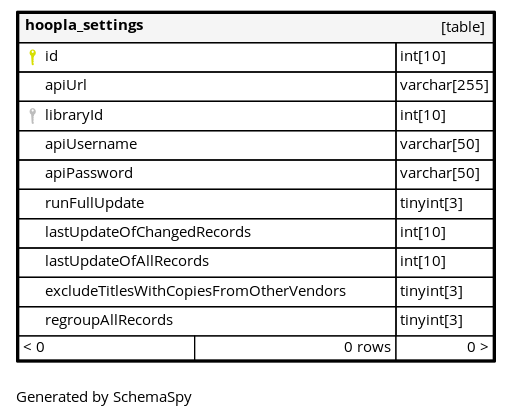 hoopla_settings [table]
id int[10]
apiUrl varchar[255]
libraryId int[10]
apiUsername varchar[50]
apiPassword varchar[50]
runFullUpdate tinyint[3]
lastUpdateOfChangedRecords int[10]
lastUpdateOfAllRecords int[10]
excludeTitlesWithCopiesFromOtherVendors tinyint[3]
regroupAllRecords tinyint[3]
< 0 0 rows 0 >
Generated by SchemaSpy